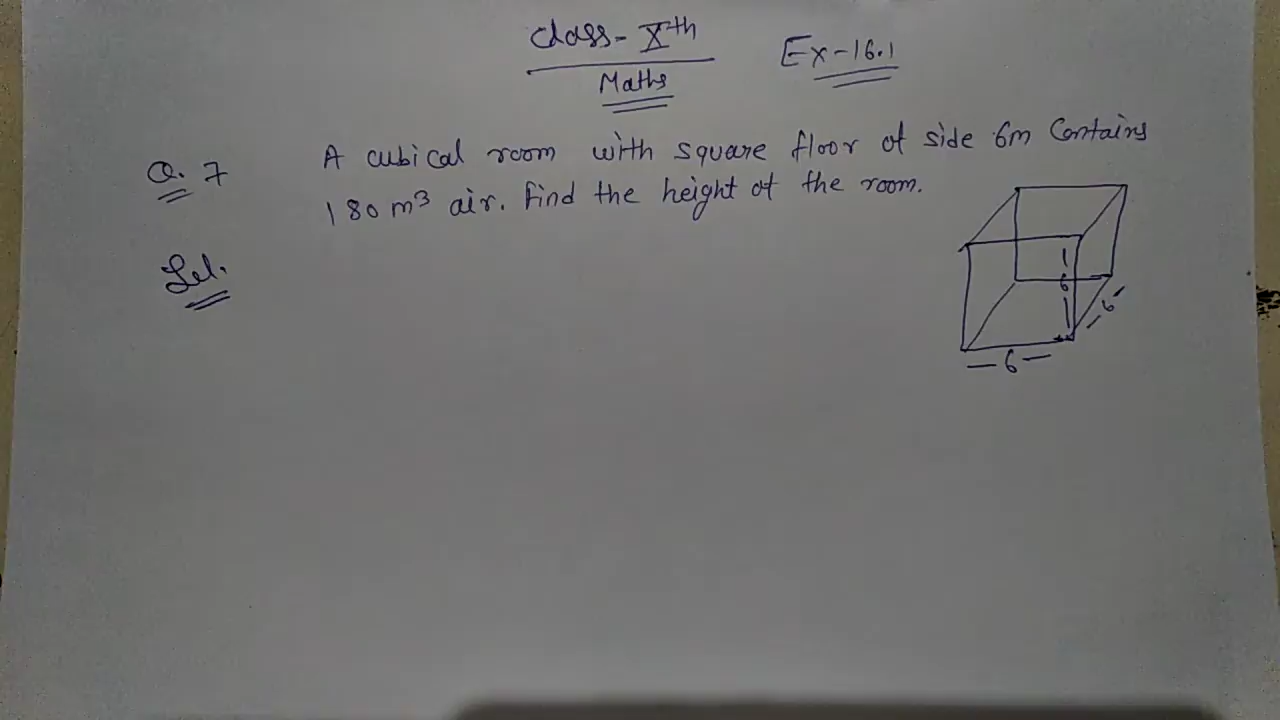 Class - Xth
Maths
Ex - 16.1
Q. 7 A cubical room with square floor of side 6m Contains
180 m³ air. Find the height of the room.
Sol.
6
6
6